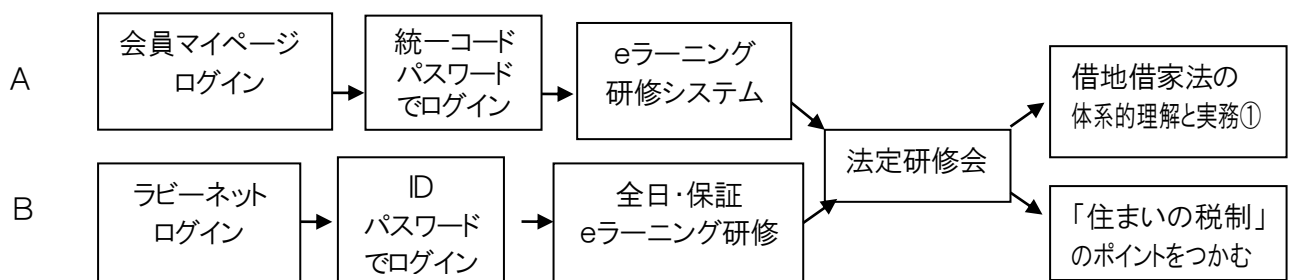 A
会員マイページ
ログイン
統一コード
パスワード
でログイン
eラーニング
研修システム
B
ラビーネット
ログイン
ID
パスワード
でログイン
全日・保証
eラーニング研修
法定研修会
借地借家法の
体系的理解と実務①
「住まいの税制」
のポイントをつかむ